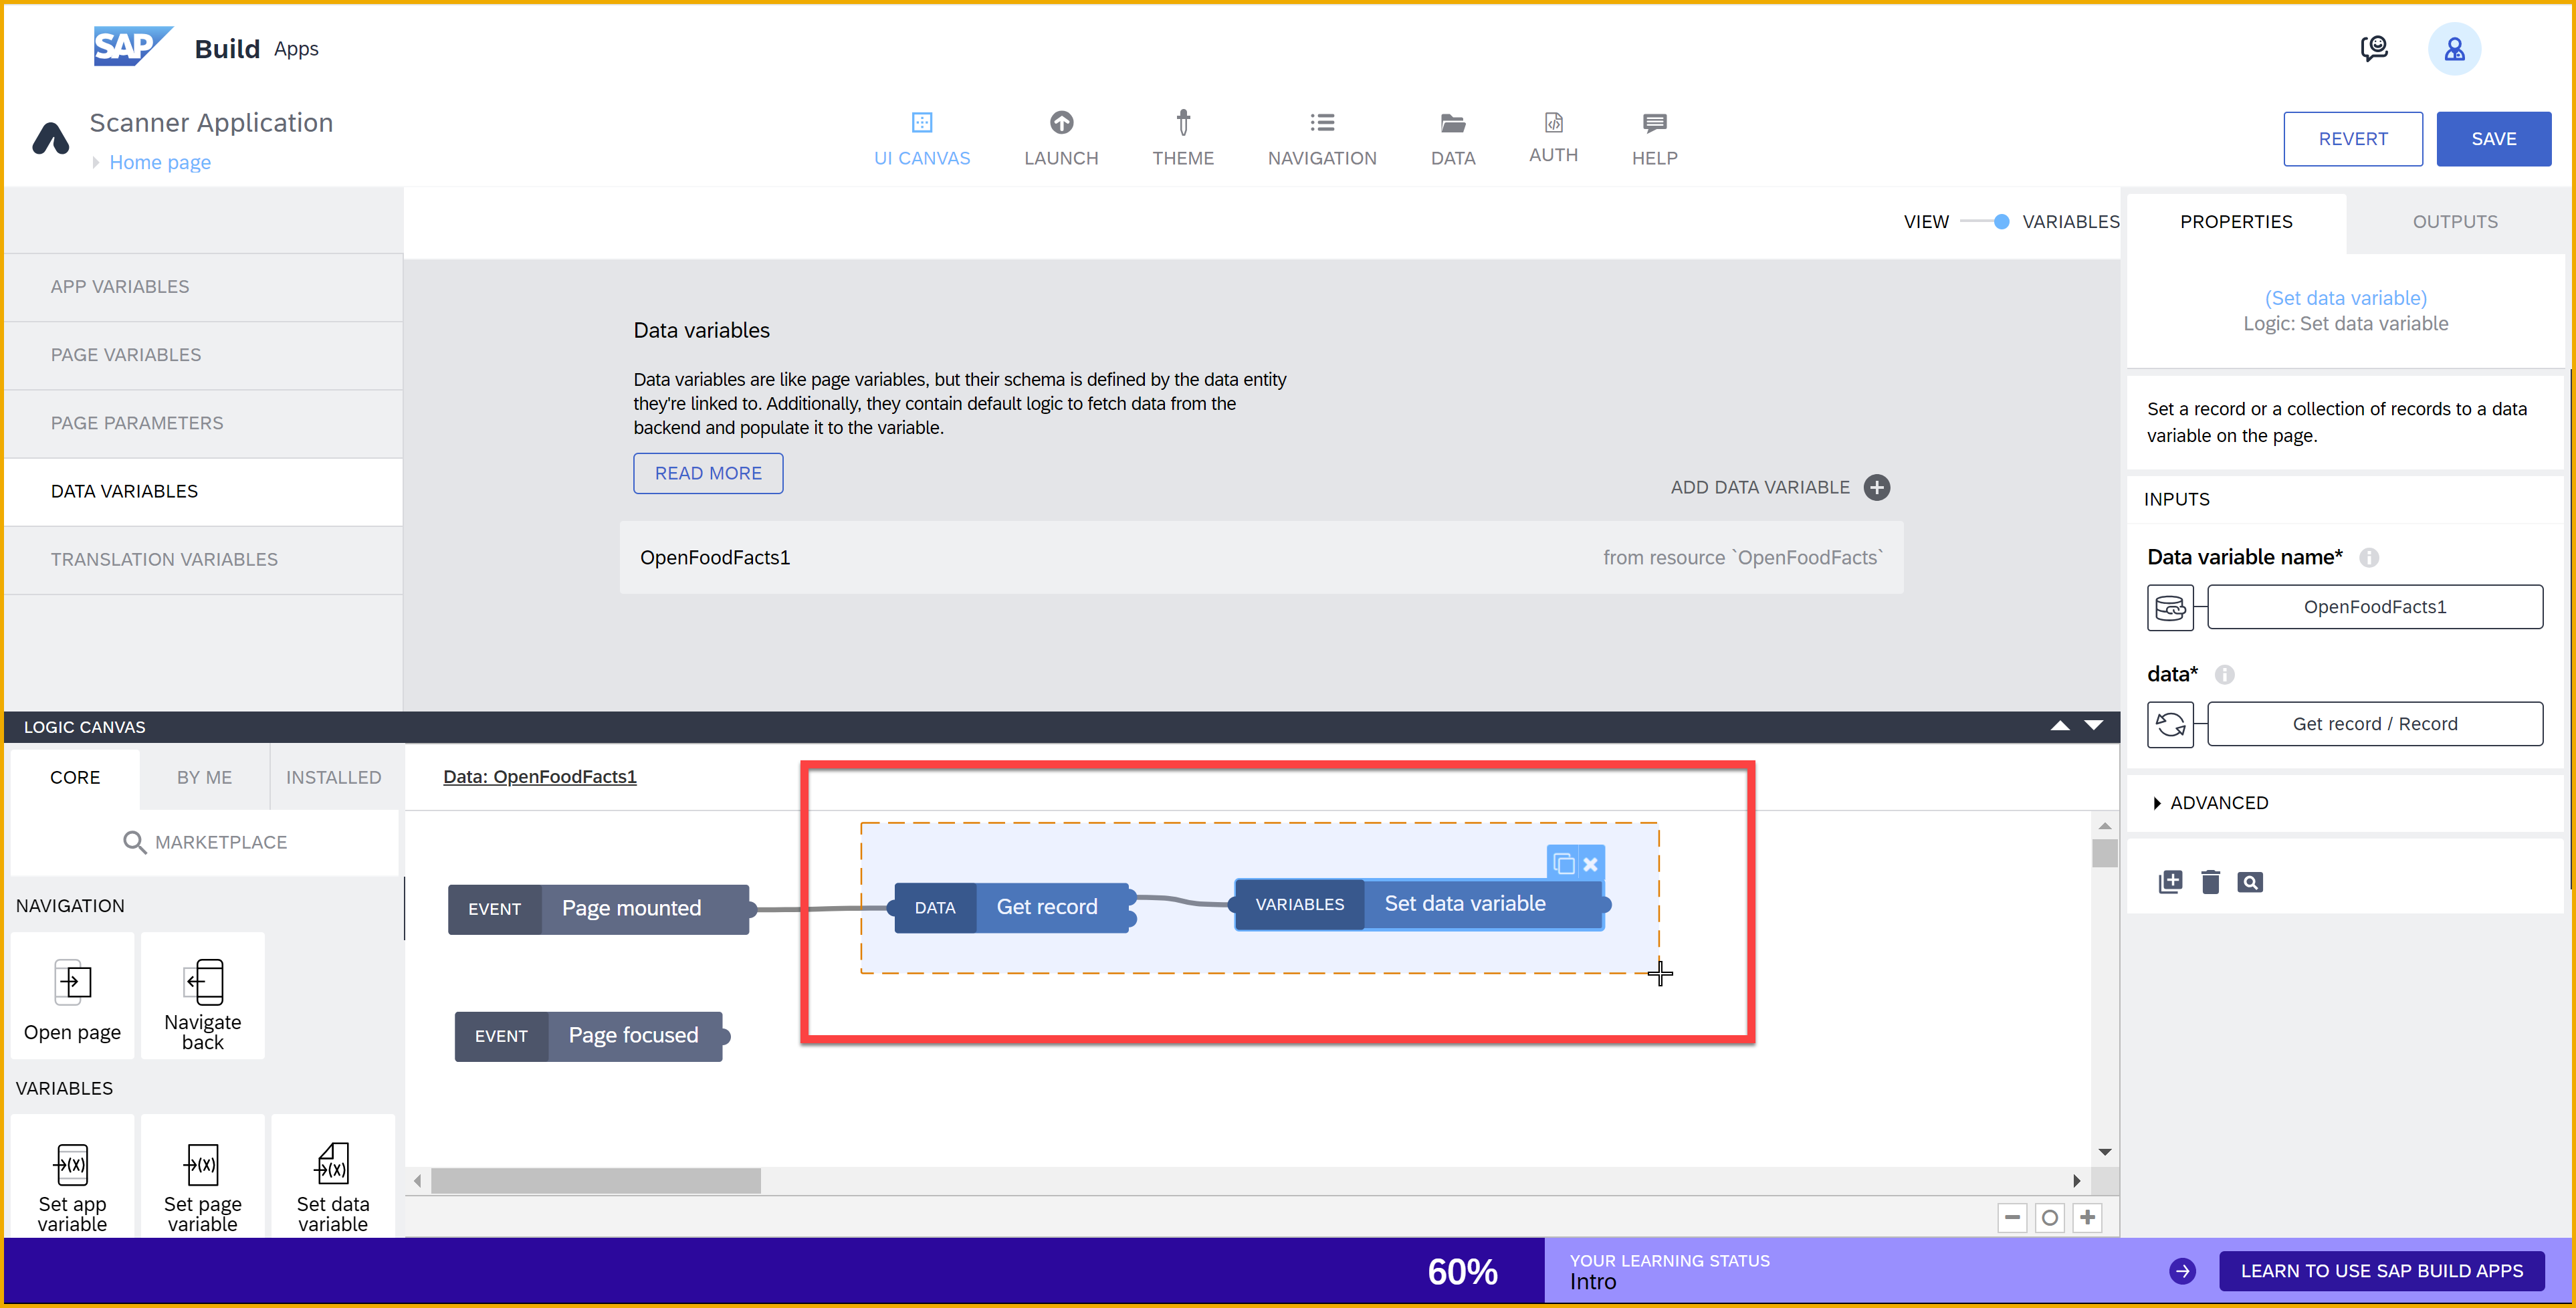 SAP Build Apps
Scanner Application
Home page
UI CANVAS
LAUNCH
THEME
NAVIGATION
DATA
AUTH
HELP
REVERT
SAVE
VIEW
VARIABLES
PROPERTIES
OUTPUTS
APP VARIABLES
PAGE VARIABLES
PAGE PARAMETERS
DATA VARIABLES
TRANSLATION VARIABLES
Data variables
Data variables are like page variables, but their schema is defined by the data entity
they're linked to. Additionally, they contain default logic to fetch data from the
backend and populate it to the variable.
READ MORE
ADD DATA VARIABLE
OpenFoodFacts1
from resource `OpenFoodFacts`
(Set data variable)
Logic: Set data variable
Set a record or a collection of records to a data
variable on the page.
INPUTS
Data variable name*
OpenFoodFacts1
data*
Get record / Record
ADVANCED
LOGIC CANVAS
CORE
BY ME
INSTALLED
MARKETPLACE
NAVIGATION
Open page
Navigate
back
VARIABLES
Set app
variable
Set page
variable
Set data
variable
Data: OpenFoodFacts1
EVENT Page mounted
DATA Get record
VARIABLES Set data variable
EVENT Page focused
60%
YOUR LEARNING STATUS
Intro
LEARN TO USE SAP BUILD APPS